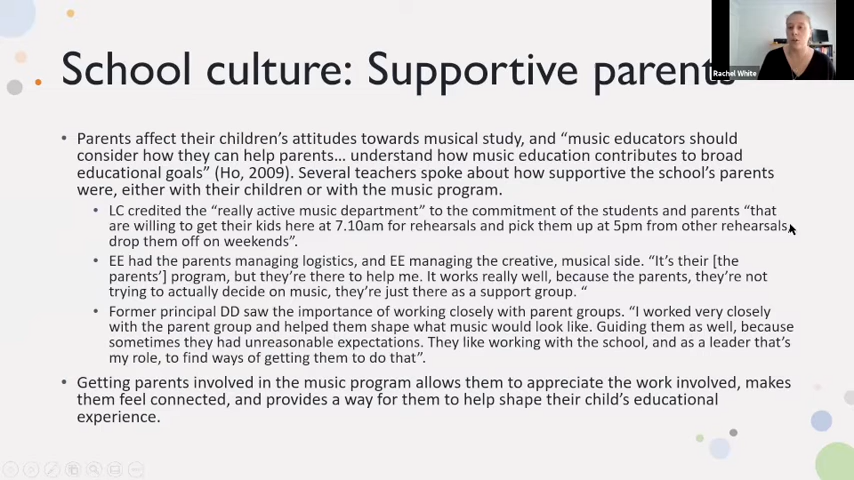 School culture: Supportive parents
Rachel White
• Parents affect their children's attitudes towards musical study, and “music educators should
consider how they can help parents… understand how music education contributes to broad
educational goals” (Ho, 2009). Several teachers spoke about how supportive the school's parents
were, either with their children or with the music program.
• LC credited the “really active music department” to the commitment of the students and parents “that
are willing to get their kids here at 7.10am for rehearsals and pick them up at 5pm from other rehearsals,
drop them off on weekends”.
• EE had the parents managing logistics, and EE managing the creative, musical side. “It's their [the
parents'] program, but they're there to help me. It works really well, because the parents, they're not
trying to actually decide on music, they're just there as a support group. “
• Former principal DD saw the importance of working closely with parent groups. “I worked very closely
with the parent group and helped them shape what music would look like. Guiding them as well, because
sometimes they had unreasonable expectations. They like working with the school, and as a leader that's
my role, to find ways of getting them to do that”.
• Getting parents involved in the music program allows them to appreciate the work involved, makes
them feel connected, and provides a way for them to help shape their child's educational
experience.